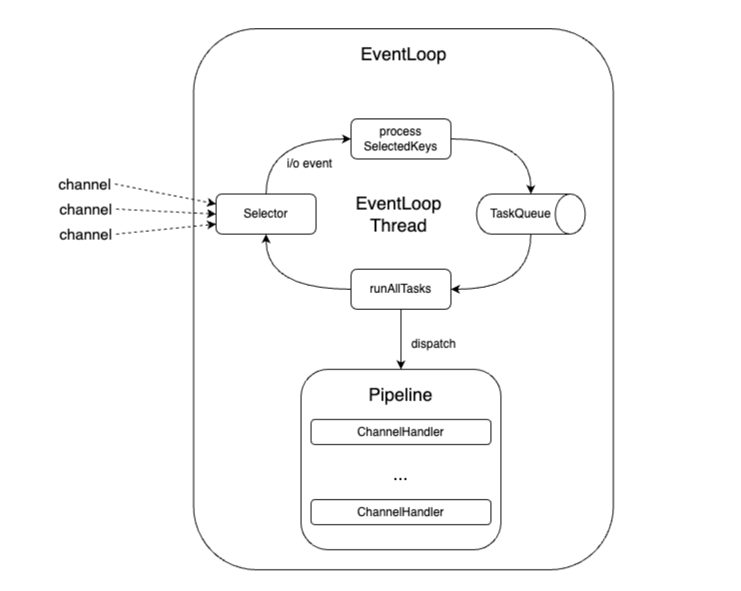 EventLoop
process
SelectedKeys
i/o event
channel
channel
channel
Selector
EventLoop
Thread
TaskQueue
runAllTasks
dispatch
Pipeline
ChannelHandler
...
ChannelHandler